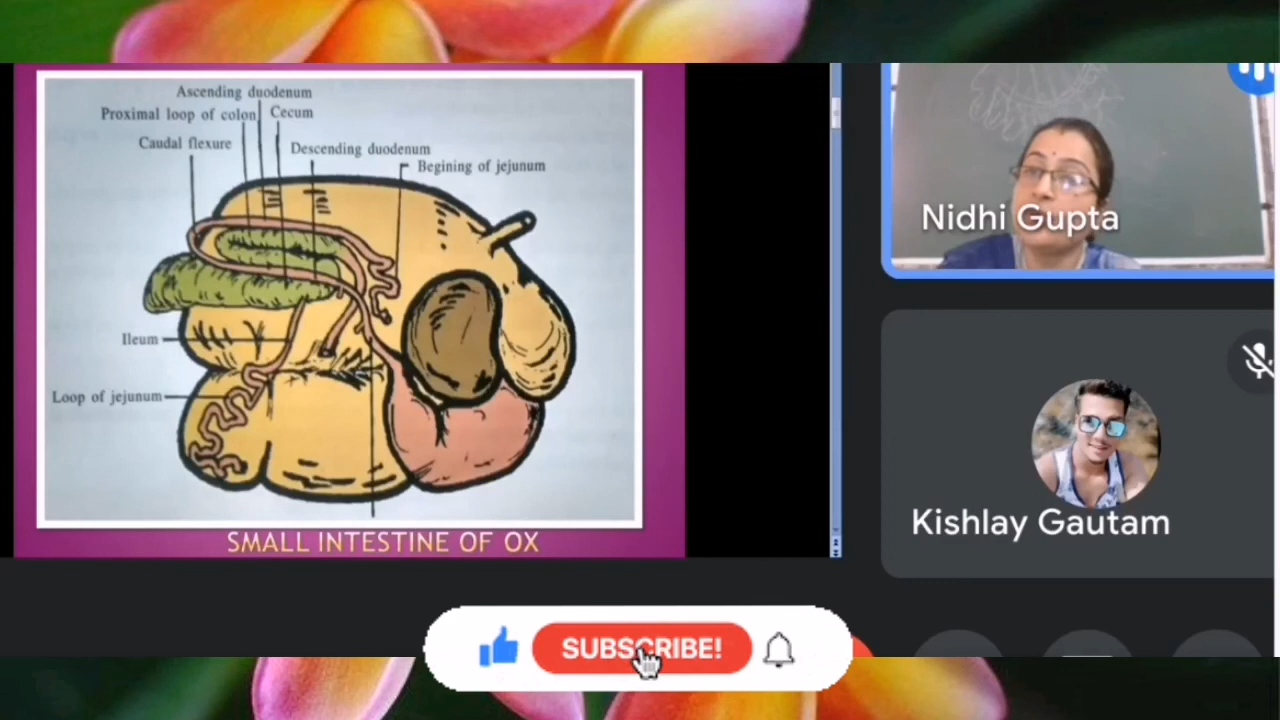 Ascending duodenum
Proximal loop of colon
Cecum
Caudal flexure
Descending duodenum
Begining of jejunum
Ileum
Loop of jejunum
SMALL INTESTINE OF OX
Nidhi Gupta
Kishlay Gautam
SUBSCRIBE!